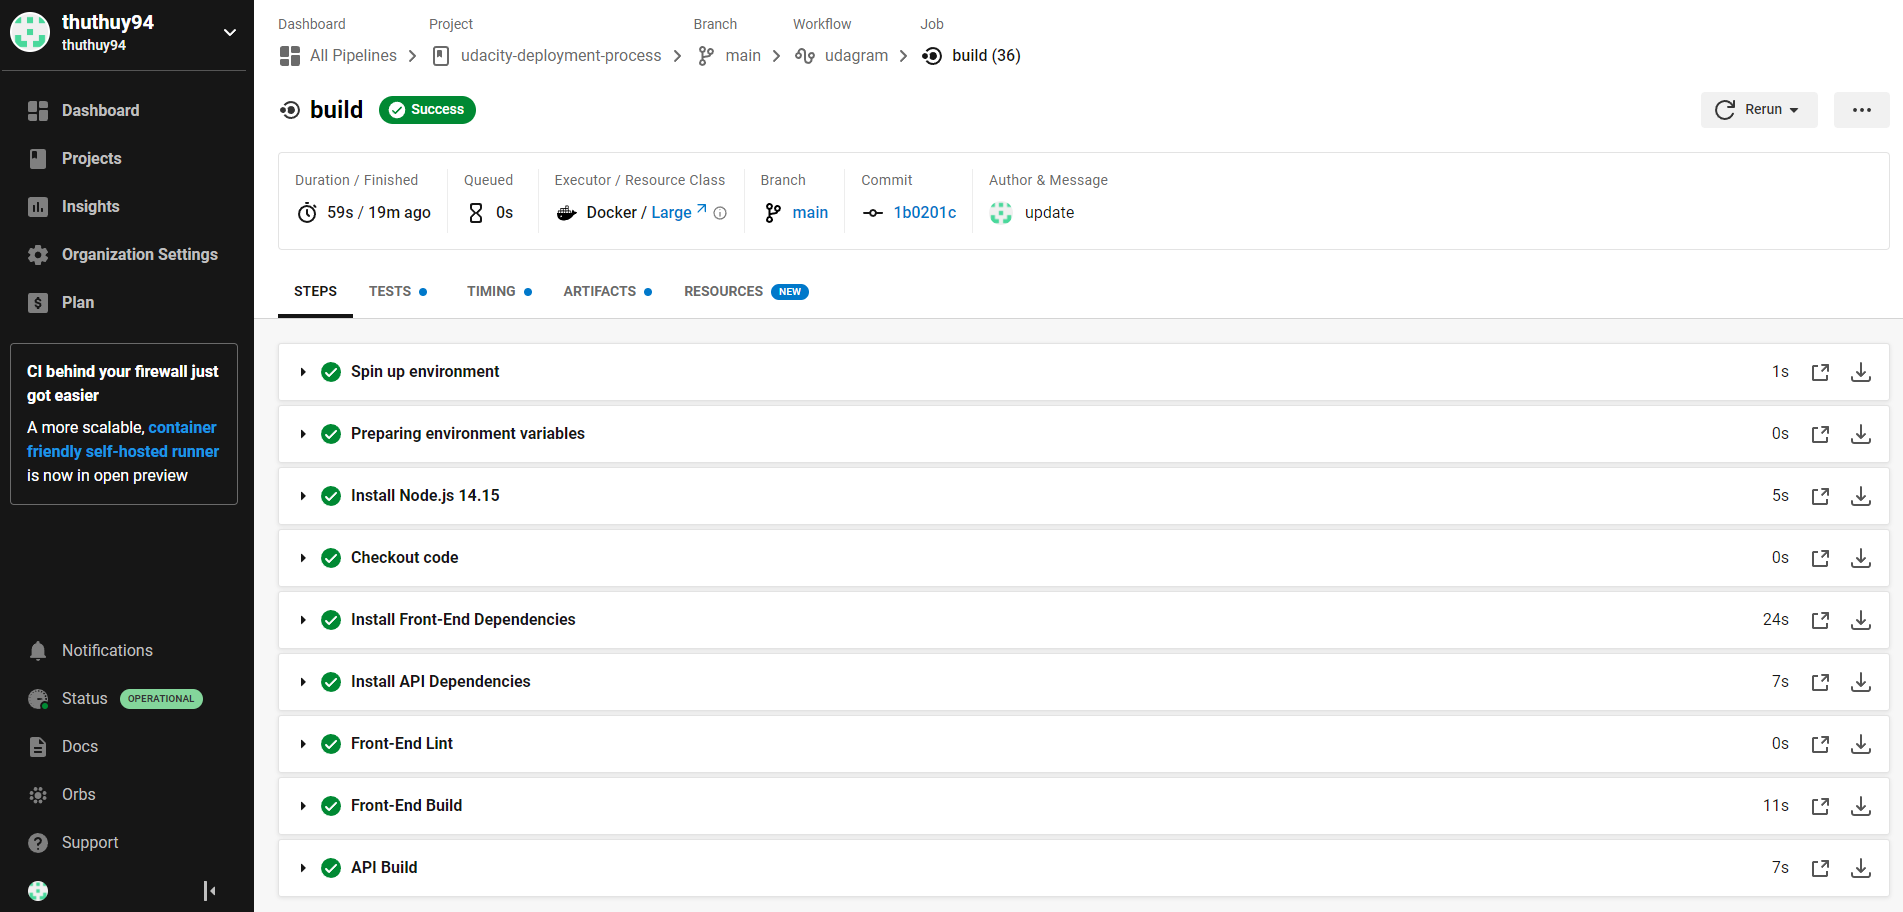 thuthuy94
thuthuy94
Dashboard
Projects
Insights
Organization Settings
Plan
CI behind your firewall just
got easier
A more scalable, container
friendly self-hosted runner
is now in open preview
Notifications
Status OPERATIONAL
Docs
Orbs
Support
Dashboard Project Branch Workflow Job
All Pipelines udacity-deployment-process main udagram build (36)
build Success Rerun
Duration / Finished Queued Executor / Resource Class Branch Commit Author & Message
59s / 19m ago 0s Docker / Large main 1b0201c update
STEPS TESTS TIMING ARTIFACTS RESOURCES NEW
Spin up environment 1s
Preparing environment variables 0s
Install Node.js 14.15 5s
Checkout code 0s
Install Front-End Dependencies 24s
Install API Dependencies 7s
Front-End Lint 0s
Front-End Build 11s
API Build 7s